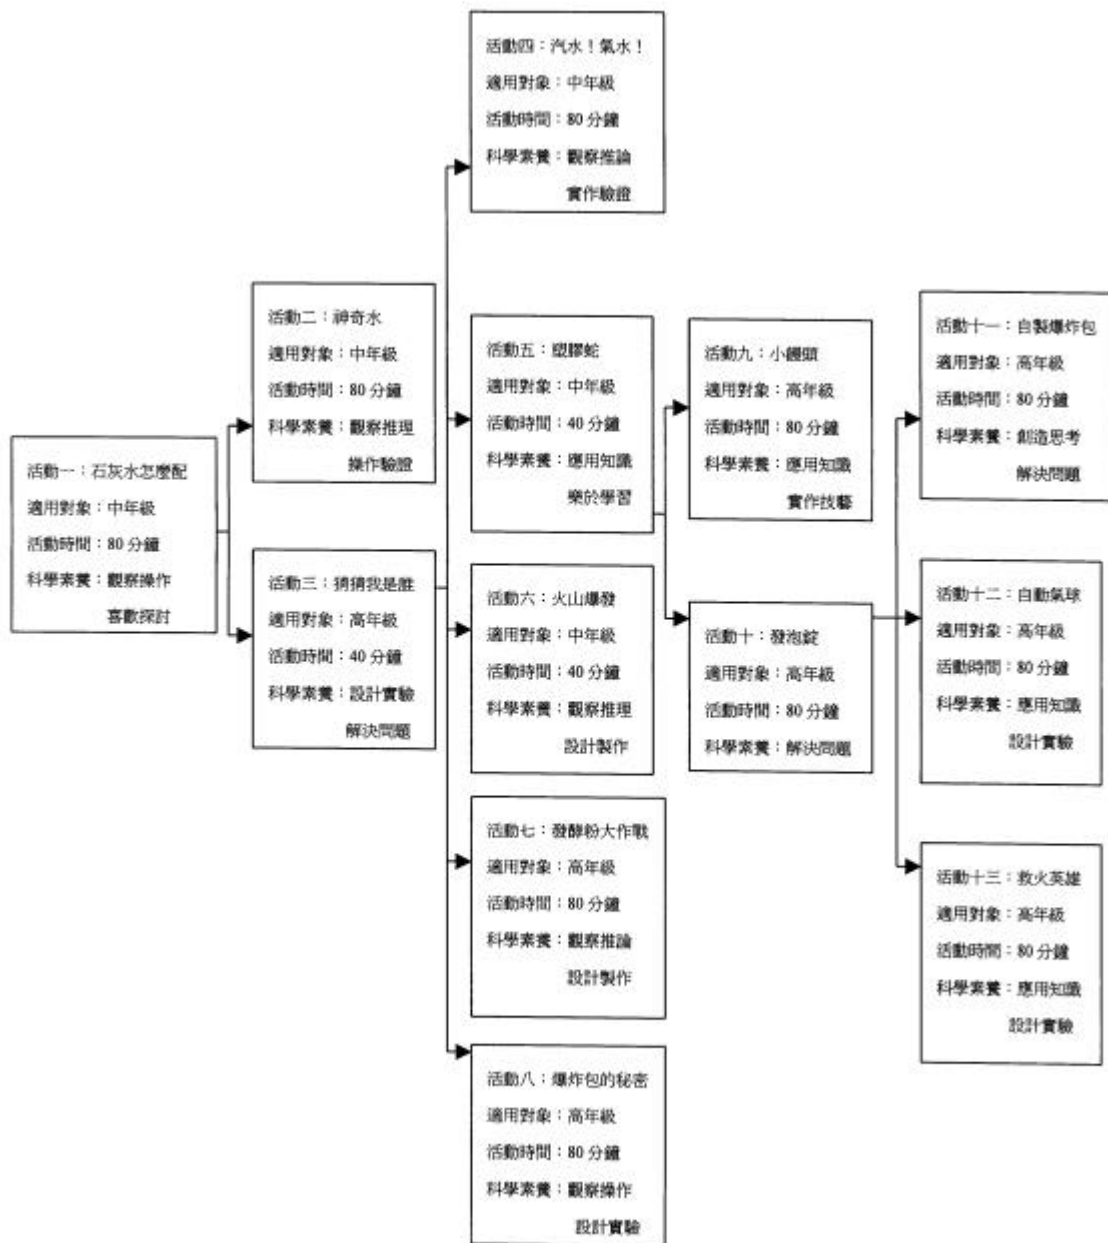 活動一：石灰水怎麼配
適用對象：中年級
活動時間：80 分鐘
科學素養：觀察操作
喜歡探討
活動二：神奇水
適用對象：中年級
活動時間：80 分鐘
科學素養：觀察推理
操作驗證
活動三：猜猜我是誰
適用對象：高年級
活動時間：40 分鐘
科學素養：設計實驗
解決問題
活動四：汽水！氣水！
適用對象：中年級
活動時間：80 分鐘
科學素養：觀察推論
實作驗證
活動五：塑膠蛇
適用對象：中年級
活動時間：40 分鐘
科學素養：應用知識
樂於學習
活動六：火山爆發
適用對象：中年級
活動時間：40 分鐘
科學素養：觀察推理
設計製作
活動七：發酵粉大作戰
適用對象：高年級
活動時間：80 分鐘
科學素養：觀察推論
設計製作
活動八：爆炸包的秘密
適用對象：高年級
活動時間：80 分鐘
科學素養：觀察操作
設計實驗
活動九：小饅頭
適用對象：高年級
活動時間：80 分鐘
科學素養：應用知識
實作技藝
活動十：發泡錠
適用對象：高年級
活動時間：80 分鐘
科學素養：解決問題
活動十一：自製爆炸包
適用對象：高年級
活動時間：80 分鐘
科學素養：創造思考
解決問題
活動十二：自動氣球
適用對象：高年級
活動時間：80 分鐘
科學素養：應用知識
設計實驗
活動十三：救火英雄
適用對象：高年級
活動時間：80 分鐘
科學素養：應用知識
設計實驗